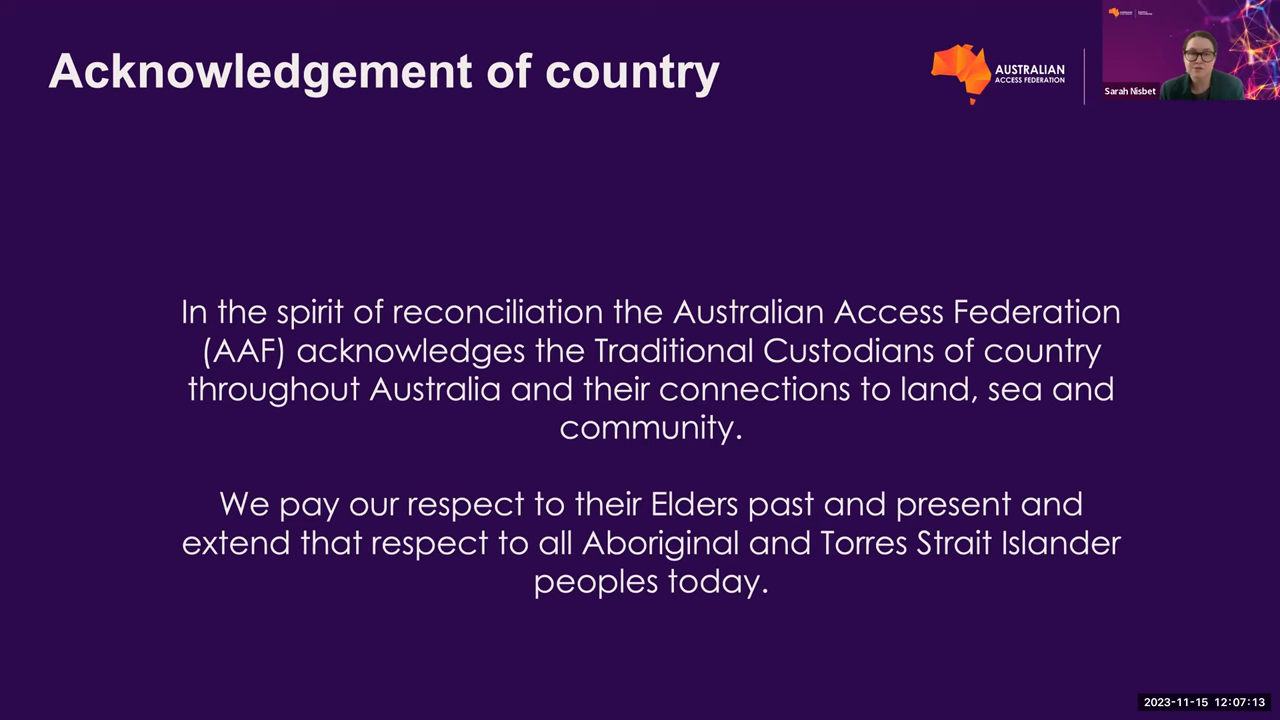 Acknowledgement of country
AUSTRALIAN
ACCESS FEDERATION
Sarah Nisbet
In the spirit of reconciliation the Australian Access Federation
(AAF) acknowledges the Traditional Custodians of country
throughout Australia and their connections to land, sea and
community.
We pay our respect to their Elders past and present and
extend that respect to all Aboriginal and Torres Strait Islander
peoples today.
2023-11-15 12:07:13